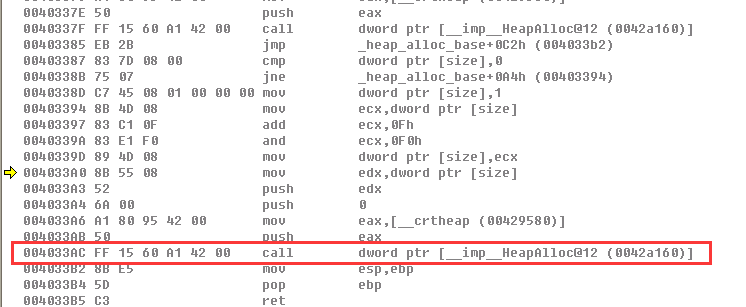 0040337E 50 push eax
0040337F FF 15 60 A1 42 00 call dword ptr [__imp__HeapAlloc@12 (0042a160)]
00403385 EB 2B jmp _heap_alloc_base+0C2h (004033b2)
00403387 83 7D 08 00 cmp dword ptr [size],0
0040338B 75 07 jne _heap_alloc_base+0A4h (00403394)
0040338D C7 45 08 01 00 00 00 mov dword ptr [size],1
00403394 8B 4D 08 mov ecx,dword ptr [size]
00403397 83 C1 0F add ecx,0Fh
0040339A 83 E1 F0 and ecx,0F0h
0040339D 89 4D 08 mov dword ptr [size],ecx
004033A0 8B 55 08 mov edx,dword ptr [size]
004033A3 52 push edx
004033A4 6A 00 push 0
004033A6 A1 80 95 42 00 mov eax,[__crtheap (00429580)]
004033AB 50 push eax
004033AC FF 15 60 A1 42 00 call dword ptr [__imp__HeapAlloc@12 (0042a160)]
004033B2 8B E5 mov esp,ebp
004033B4 5D pop ebp
004033B5 C3 ret